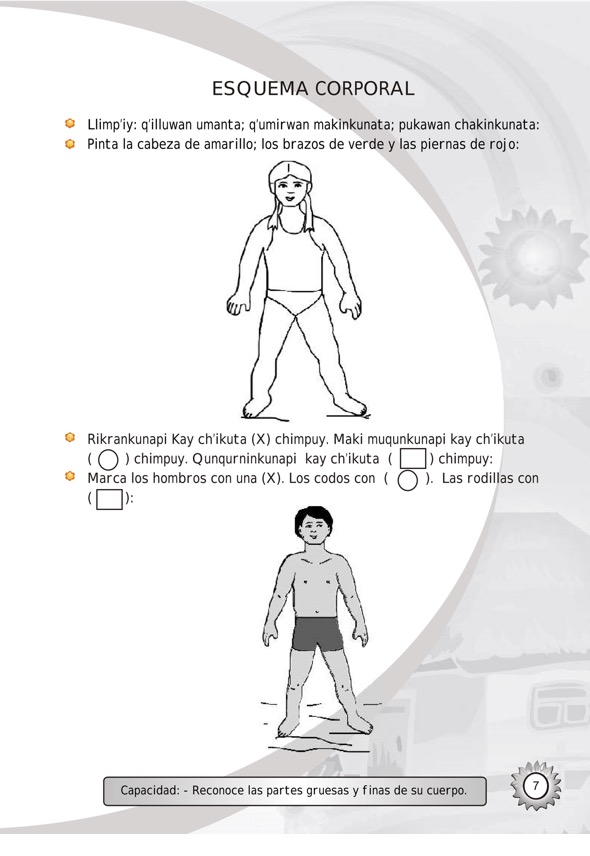 ESQUEMA CORPORAL
Llimp'iy: q'illuwan umanta; q'umirwan makinkunata; pukawan chakinkunata:
Pinta la cabeza de amarillo; los brazos de verde y las piernas de rojo:
Rikrankunapi Kay ch'ikuta (X) chimpuy. Maki muqunkunapi kay ch'ikuta
( ◯ ) chimpuy. Qunqurninkunapi kay ch'ikuta ( ▭ ) chimpuy:
Marca los hombros con una (X). Los codos con ( ◯ ). Las rodillas con
( ▭ ):
Capacidad: - Reconoce las partes gruesas y finas de su cuerpo.
7